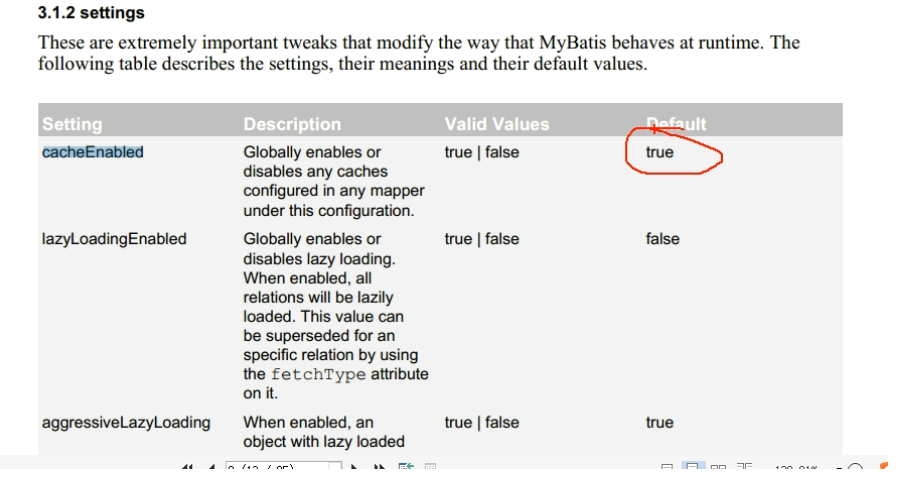 3.1.2 settings
These are extremely important tweaks that modify the way that MyBatis behaves at runtime. The
following table describes the settings, their meanings and their default values.
Setting Description Valid Values Default
cacheEnabled Globally enables or true | false true
disables any caches
configured in any mapper
under this configuration.
lazyLoadingEnabled Globally enables or true | false false
disables lazy loading.
When enabled, all
relations will be lazily
loaded. This value can
be superseded for an
specific relation by using
the fetchType attribute
on it.
aggressiveLazyLoading When enabled, an true | false true
object with lazy loaded